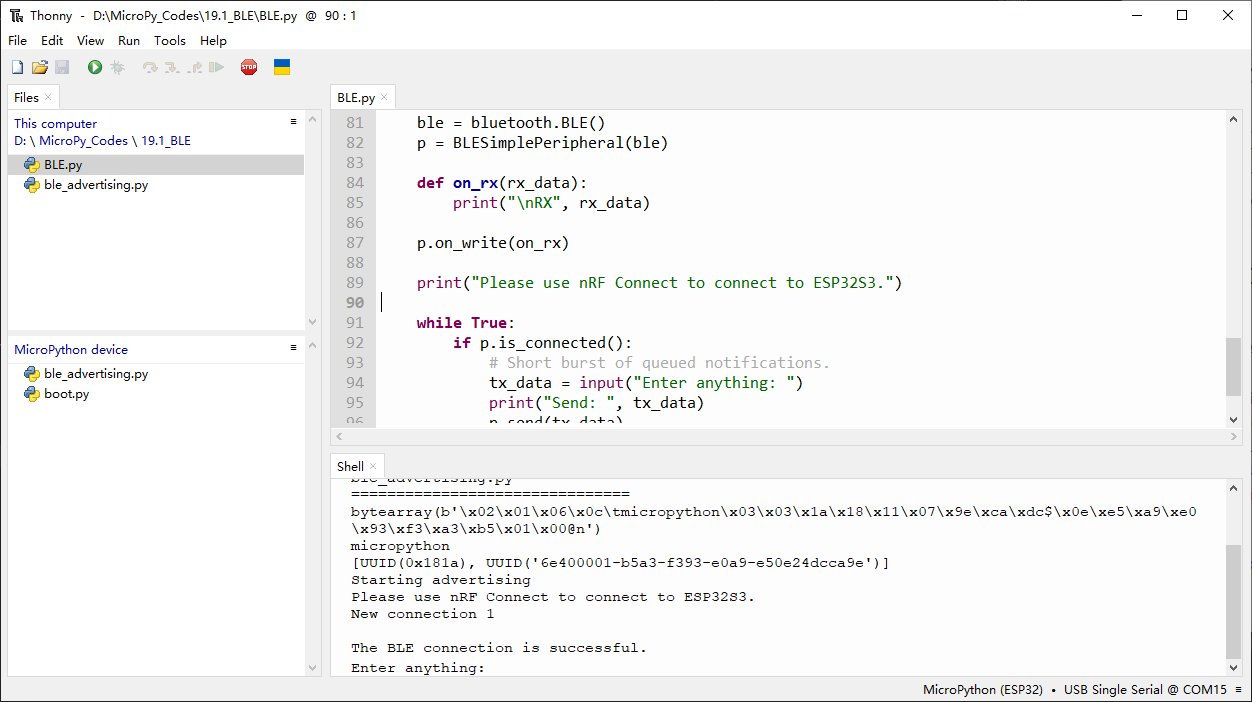 Thonny - D:\MicroPy_Codes\19.1_BLE\BLE.py @ 90 : 1
File Edit View Run Tools Help
STOP
Files ×
This computer
D: \ MicroPy_Codes \ 19.1_BLE
BLE.py
ble_advertising.py
MicroPython device
ble_advertising.py
boot.py
BLE.py ×
81 ble = bluetooth.BLE()
82 p = BLESimplePeripheral(ble)
83
84 def on_rx(rx_data):
85 print("\nRX", rx_data)
86
87 p.on_write(on_rx)
88
89 print("Please use nRF Connect to connect to ESP32S3.")
90
91 while True:
92 if p.is_connected():
93 # Short burst of queued notifications.
94 tx_data = input("Enter anything: ")
95 print("Send: ", tx_data)
96 p.send(tx_data)
Shell ×
ble_advertising.py
===============================
bytearray(b'\x02\x01\x06\x0c\tmicropython\x03\x03\x1a\x18\x11\x07\x9e\xca\xdc$\x0e\xe5\xa9\xe0
\x93\xf3\xa3\xb5\x01\x00@n')
micropython
[UUID(0x181a), UUID('6e400001-b5a3-f393-e0a9-e50e24dcca9e')]
Starting advertising
Please use nRF Connect to connect to ESP32S3.
New connection 1
The BLE connection is successful.
Enter anything:
MicroPython (ESP32) • USB Single Serial @ COM15 ≡